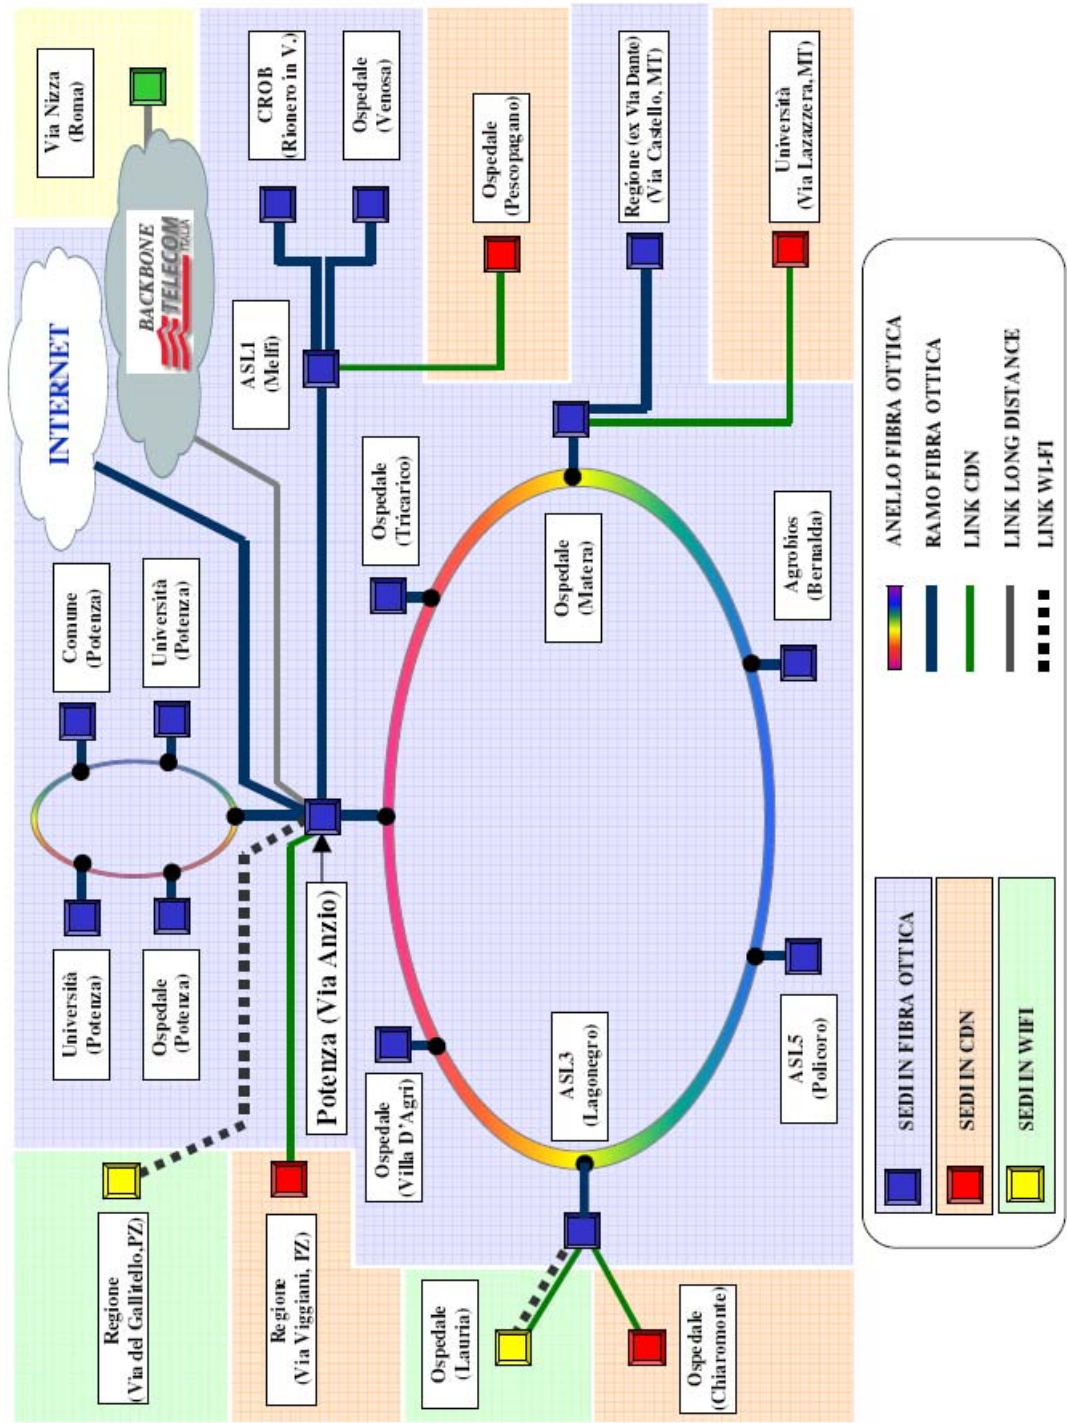 Regione
(Via del Gallitello,PZ)
Università
(Potenza)
Comune
(Potenza)
INTERNET
Via Nizza
(Roma)
Ospedale
(Potenza)
Università
(Potenza)
BACKBONE
TELECOM
ITALIA
Regione
(Via Viggiani, PZ)
Potenza (Via Anzio)
ASL1
(Melfi)
CROB
(Rionero in V.)
Ospedale
(Venosa)
Ospedale
(Villa D'Agri)
Ospedale
(Tricarico)
Ospedale
(Lauria)
Ospedale
(Pescopagano)
ASL3
(Lagonegro)
Ospedale
(Matera)
Regione (ex Via Dante)
(Via Castello, MT)
Ospedale
(Chiaromonte)
ASL5
(Policoro)
Agrobios
(Bernalda)
Università
(Via Lazazzera,MT)
SEDI IN FIBRA OTTICA
SEDI IN CDN
SEDI IN WIFI
ANELLO FIBRA OTTICA
RAMO FIBRA OTTICA
LINK CDN
LINK LONG DISTANCE
LINK WI-FI